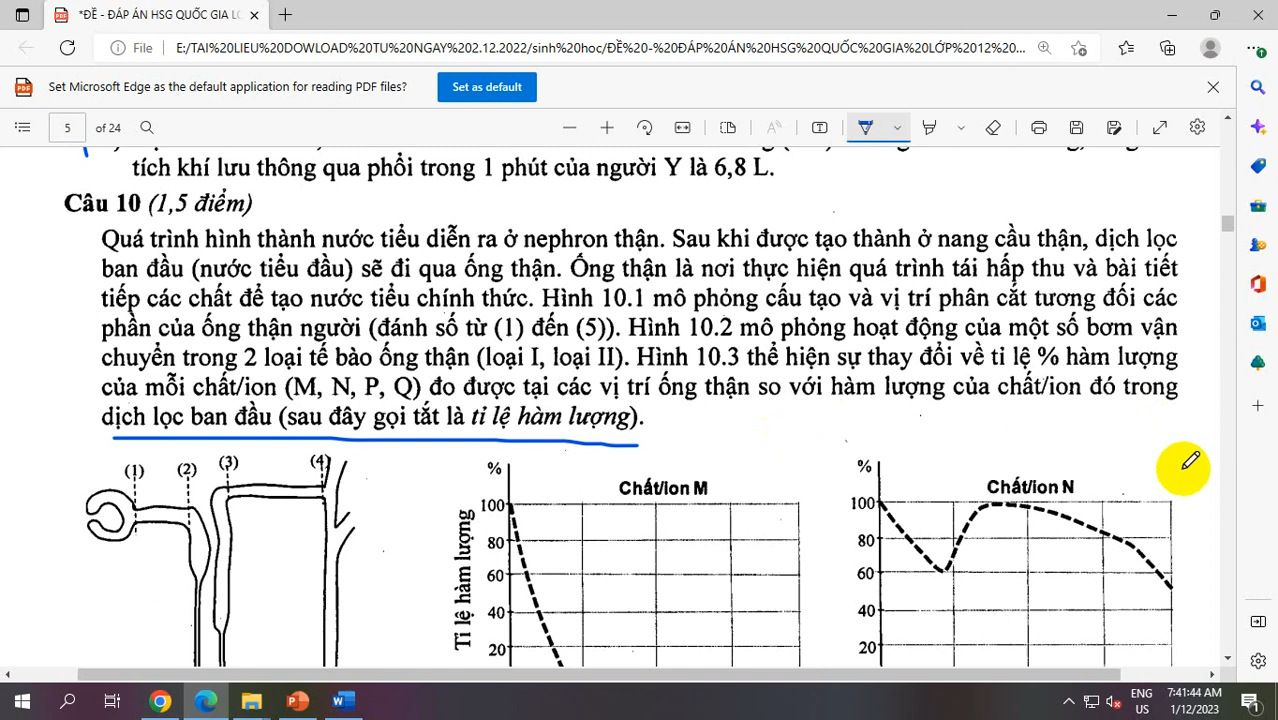 *ĐỀ - ĐÁP ÁN HSG QUỐC GIA LỚ
File
E:/TAI%20LIEU%20DOWLOAD%20TU%20NGAY%202.12.2022/sinh%20hoc/ĐỀ%20-%20ĐÁP%20ÁN%20HSG%20QUỐC%20GIA%20LỚP%2012%20...
Set Microsoft Edge as the default application for reading PDF files?
Set as default
5 of 24
tích khí lưu thông qua phổi trong 1 phút của người Y là 6,8 L.
Câu 10 (1,5 điểm)
Quá trình hình thành nước tiểu diễn ra ở nephron thận. Sau khi được tạo thành ở nang cầu thận, dịch lọc
ban đầu (nước tiểu đầu) sẽ đi qua ống thận. Ống thận là nơi thực hiện quá trình tái hấp thu và bài tiết
tiếp các chất để tạo nước tiểu chính thức. Hình 10.1 mô phỏng cấu tạo và vị trí phân cắt tương đối các
phần của ống thận người (đánh số từ (1) đến (5)). Hình 10.2 mô phỏng hoạt động của một số bơm vận
chuyển trong 2 loại tế bào ống thận (loại I, loại II). Hình 10.3 thể hiện sự thay đổi về tỉ lệ % hàm lượng
của mỗi chất/ion (M, N, P, Q) đo được tại các vị trí ống thận so với hàm lượng của chất/ion đó trong
dịch lọc ban đầu (sau đây gọi tắt là tỉ lệ hàm lượng).
(1) (2) (3) (4)
%
Chất/ion M
100
80
60
40
20
Tỉ lệ hàm lượng
%
Chất/ion N
100
80
60
40
20
ENG
US
7:41:44 AM
1/12/2023